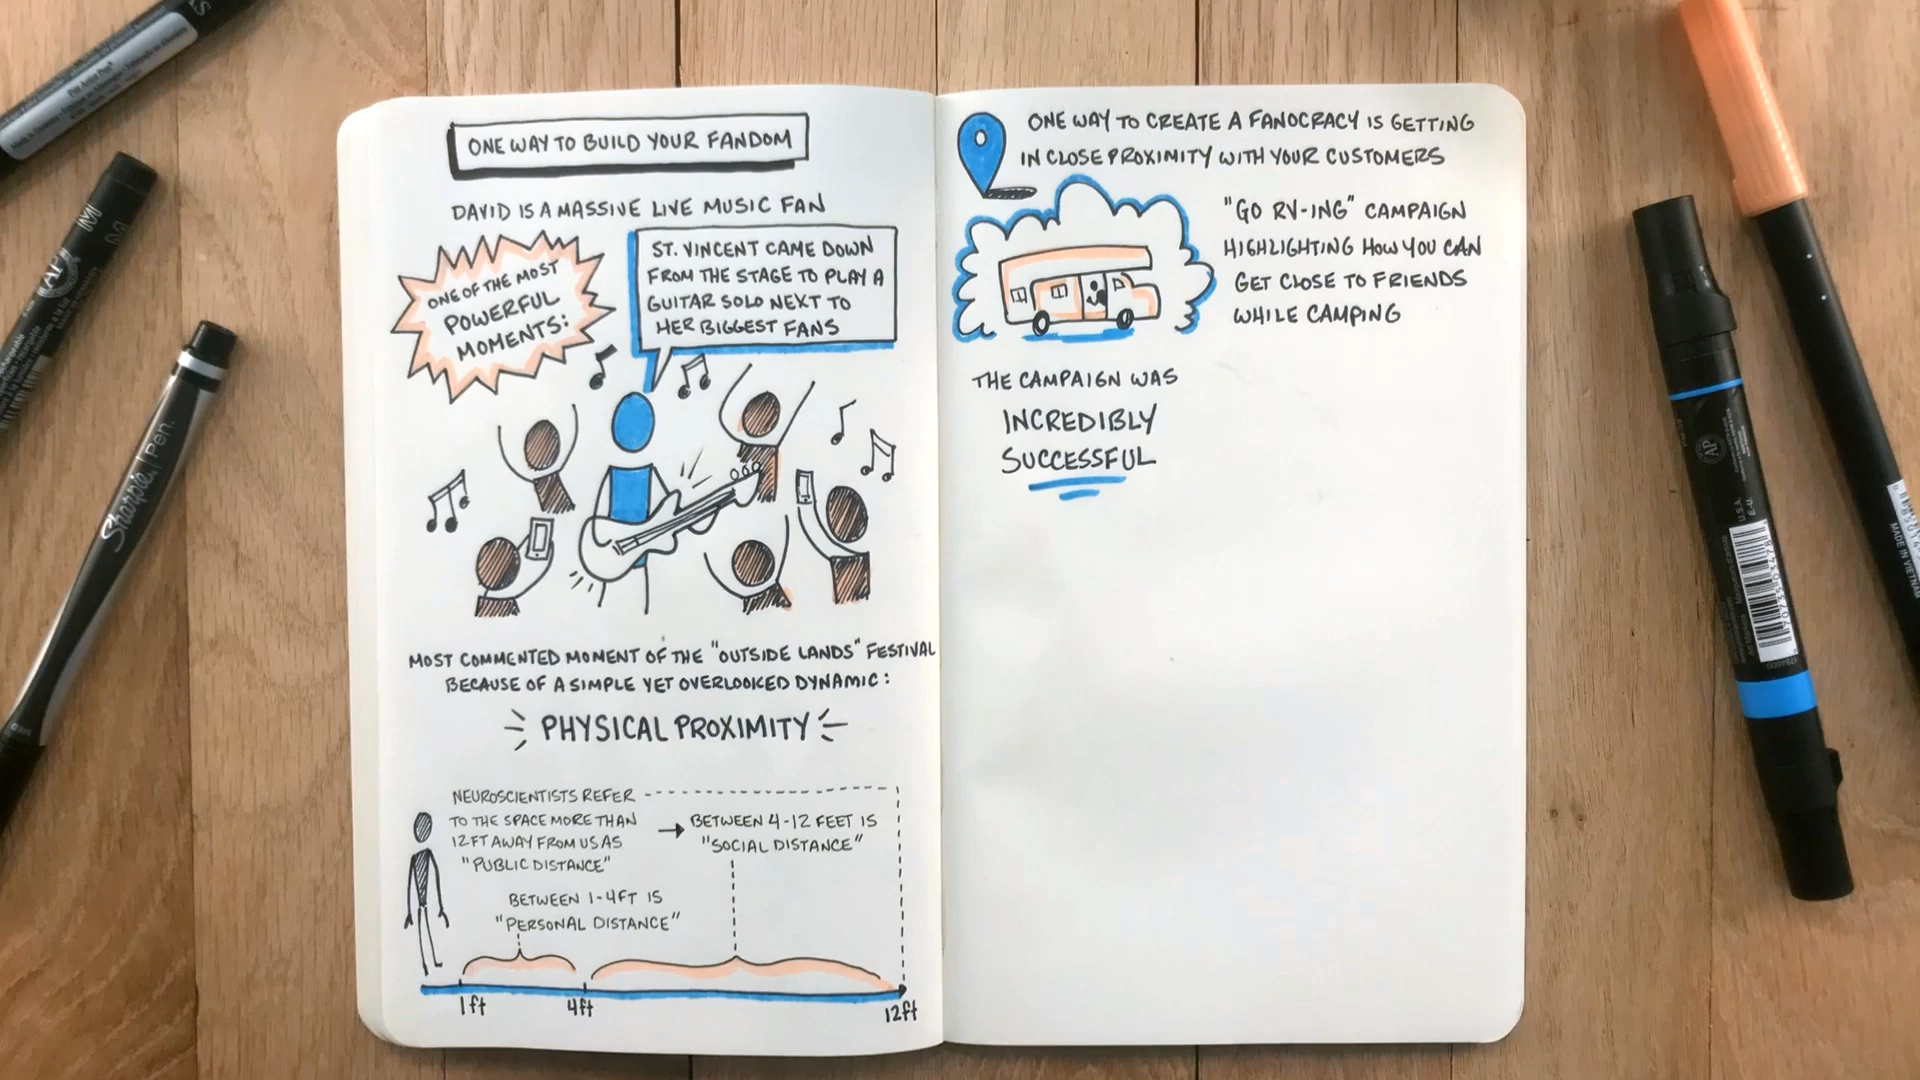 ONE WAY TO BUILD YOUR FANDOM
DAVID IS A MASSIVE LIVE MUSIC FAN
ONE OF THE MOST
POWERFUL
MOMENTS:
ST. VINCENT CAME DOWN
FROM THE STAGE TO PLAY A
GUITAR SOLO NEXT TO
HER BIGGEST FANS
MOST COMMENTED MOMENT OF THE "OUTSIDE LANDS" FESTIVAL
BECAUSE OF A SIMPLE YET OVERLOOKED DYNAMIC:
PHYSICAL PROXIMITY
NEUROSCIENTISTS REFER
TO THE SPACE MORE THAN
12FT AWAY FROM US AS
"PUBLIC DISTANCE"
BETWEEN 4-12 FEET IS
"SOCIAL DISTANCE"
BETWEEN 1-4FT IS
"PERSONAL DISTANCE"
1ft
4ft
12ft
ONE WAY TO CREATE A FANOCRACY IS GETTING
IN CLOSE PROXIMITY WITH YOUR CUSTOMERS
"GO RV-ING" CAMPAIGN
HIGHLIGHTING HOW YOU CAN
GET CLOSE TO FRIENDS
WHILE CAMPING
THE CAMPAIGN WAS
INCREDIBLY
SUCCESSFUL
Sharpie Pen.
M
AP
AP
U.S.A.
MADE IN VIETNAM